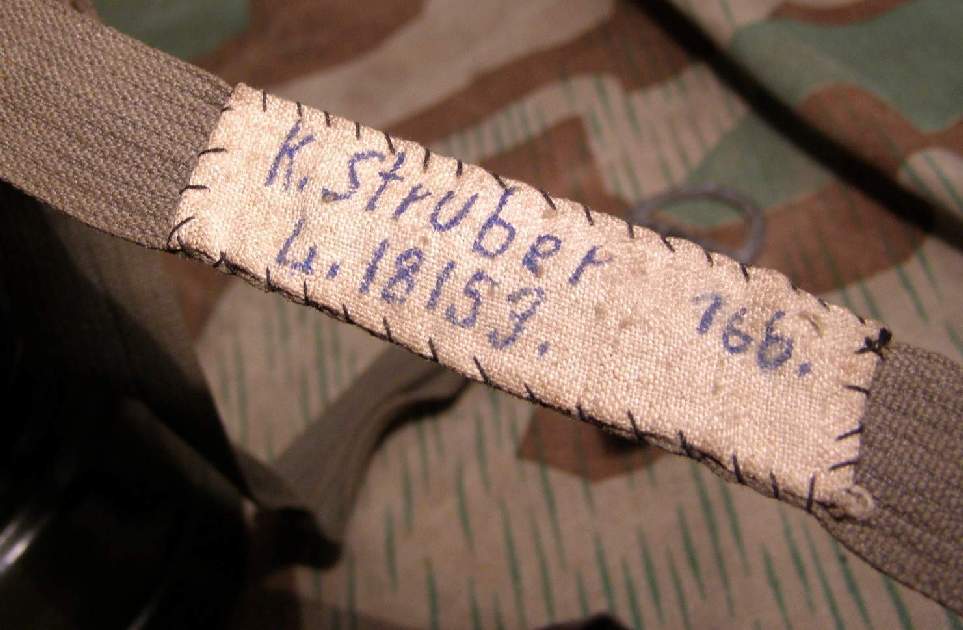 K. Struber
L. 18153. 166.